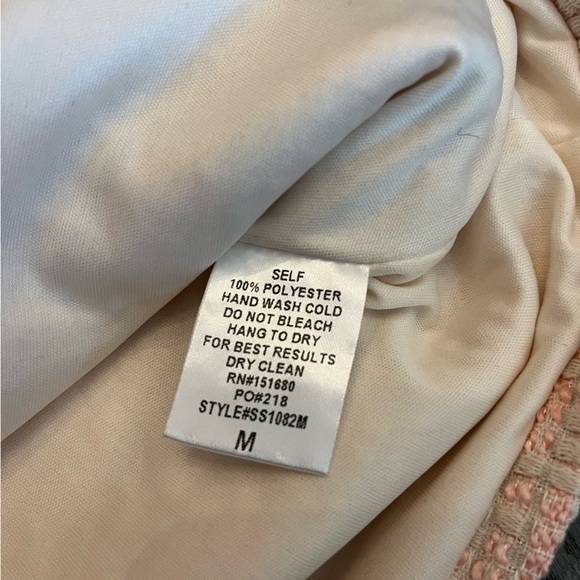 SELF
100% POLYESTER
HAND WASH COLD
DO NOT BLEACH
HANG TO DRY
FOR BEST RESULTS
DRY CLEAN
RN#151680
PO#218
STYLE#SS1082M
M